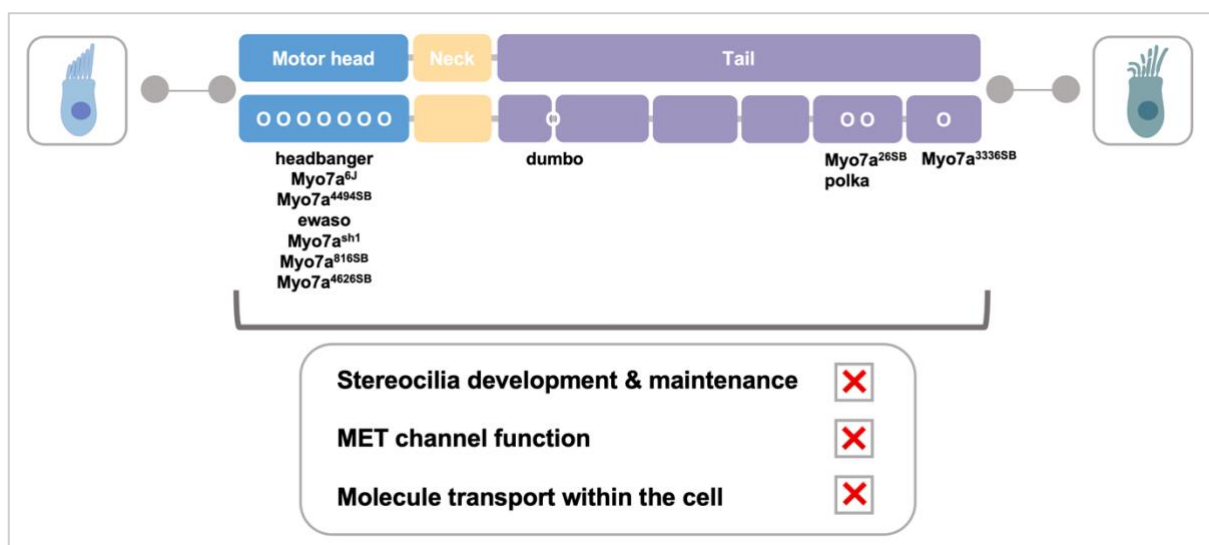 Motor head Neck Tail
O O O O O O O O O O O
headbanger dumbo Myo7a26SB Myo7a3336SB
Myo7a6J polka
Myo7a4494SB
ewaso
Myo7ash1
Myo7a816SB
Myo7a4626SB
Stereocilia development & maintenance
MET channel function
Molecule transport within the cell